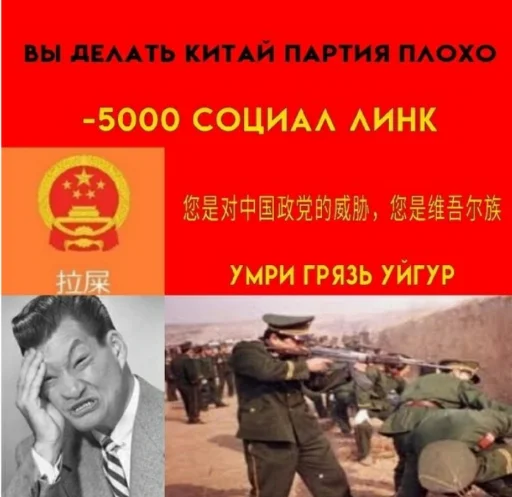 ВЫ ДЕЛАТЬ КИТАЙ ПАРТИЯ ПЛОХО
-5000 СОЦИАЛ ЛИНК
您是对中国政党的威胁，您是维吾尔族
拉屎
УМРИ ГРЯЗЬ УЙГУР